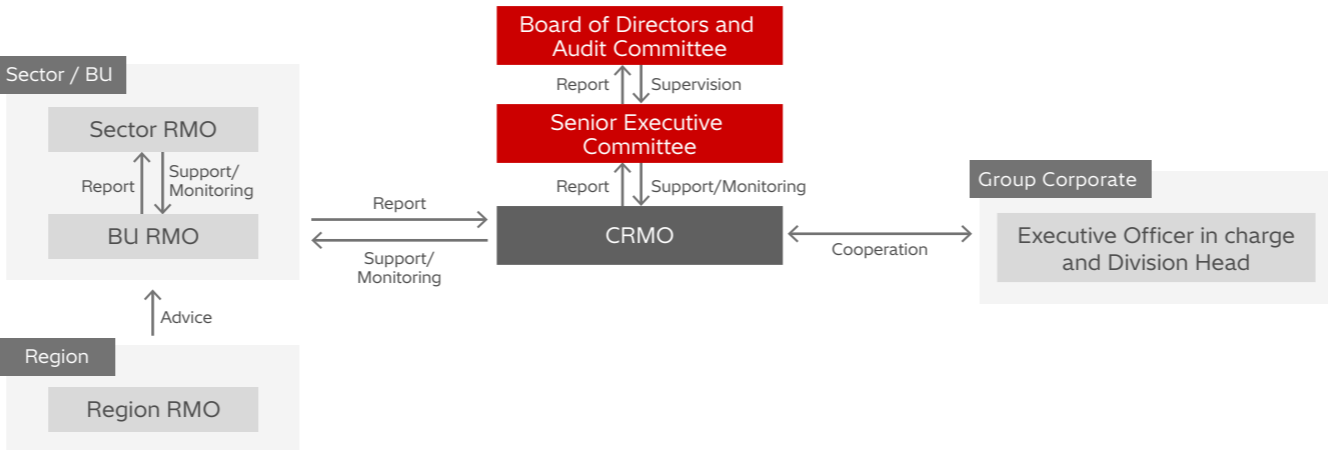 Board of Directors and
Audit Committee
Report
Supervision
Senior Executive
Committee
Report
Support/Monitoring
CRMO
Sector / BU
Sector RMO
Report
Support/
Monitoring
BU RMO
Report
Support/
Monitoring
Advice
Region
Region RMO
Cooperation
Group Corporate
Executive Officer in charge
and Division Head